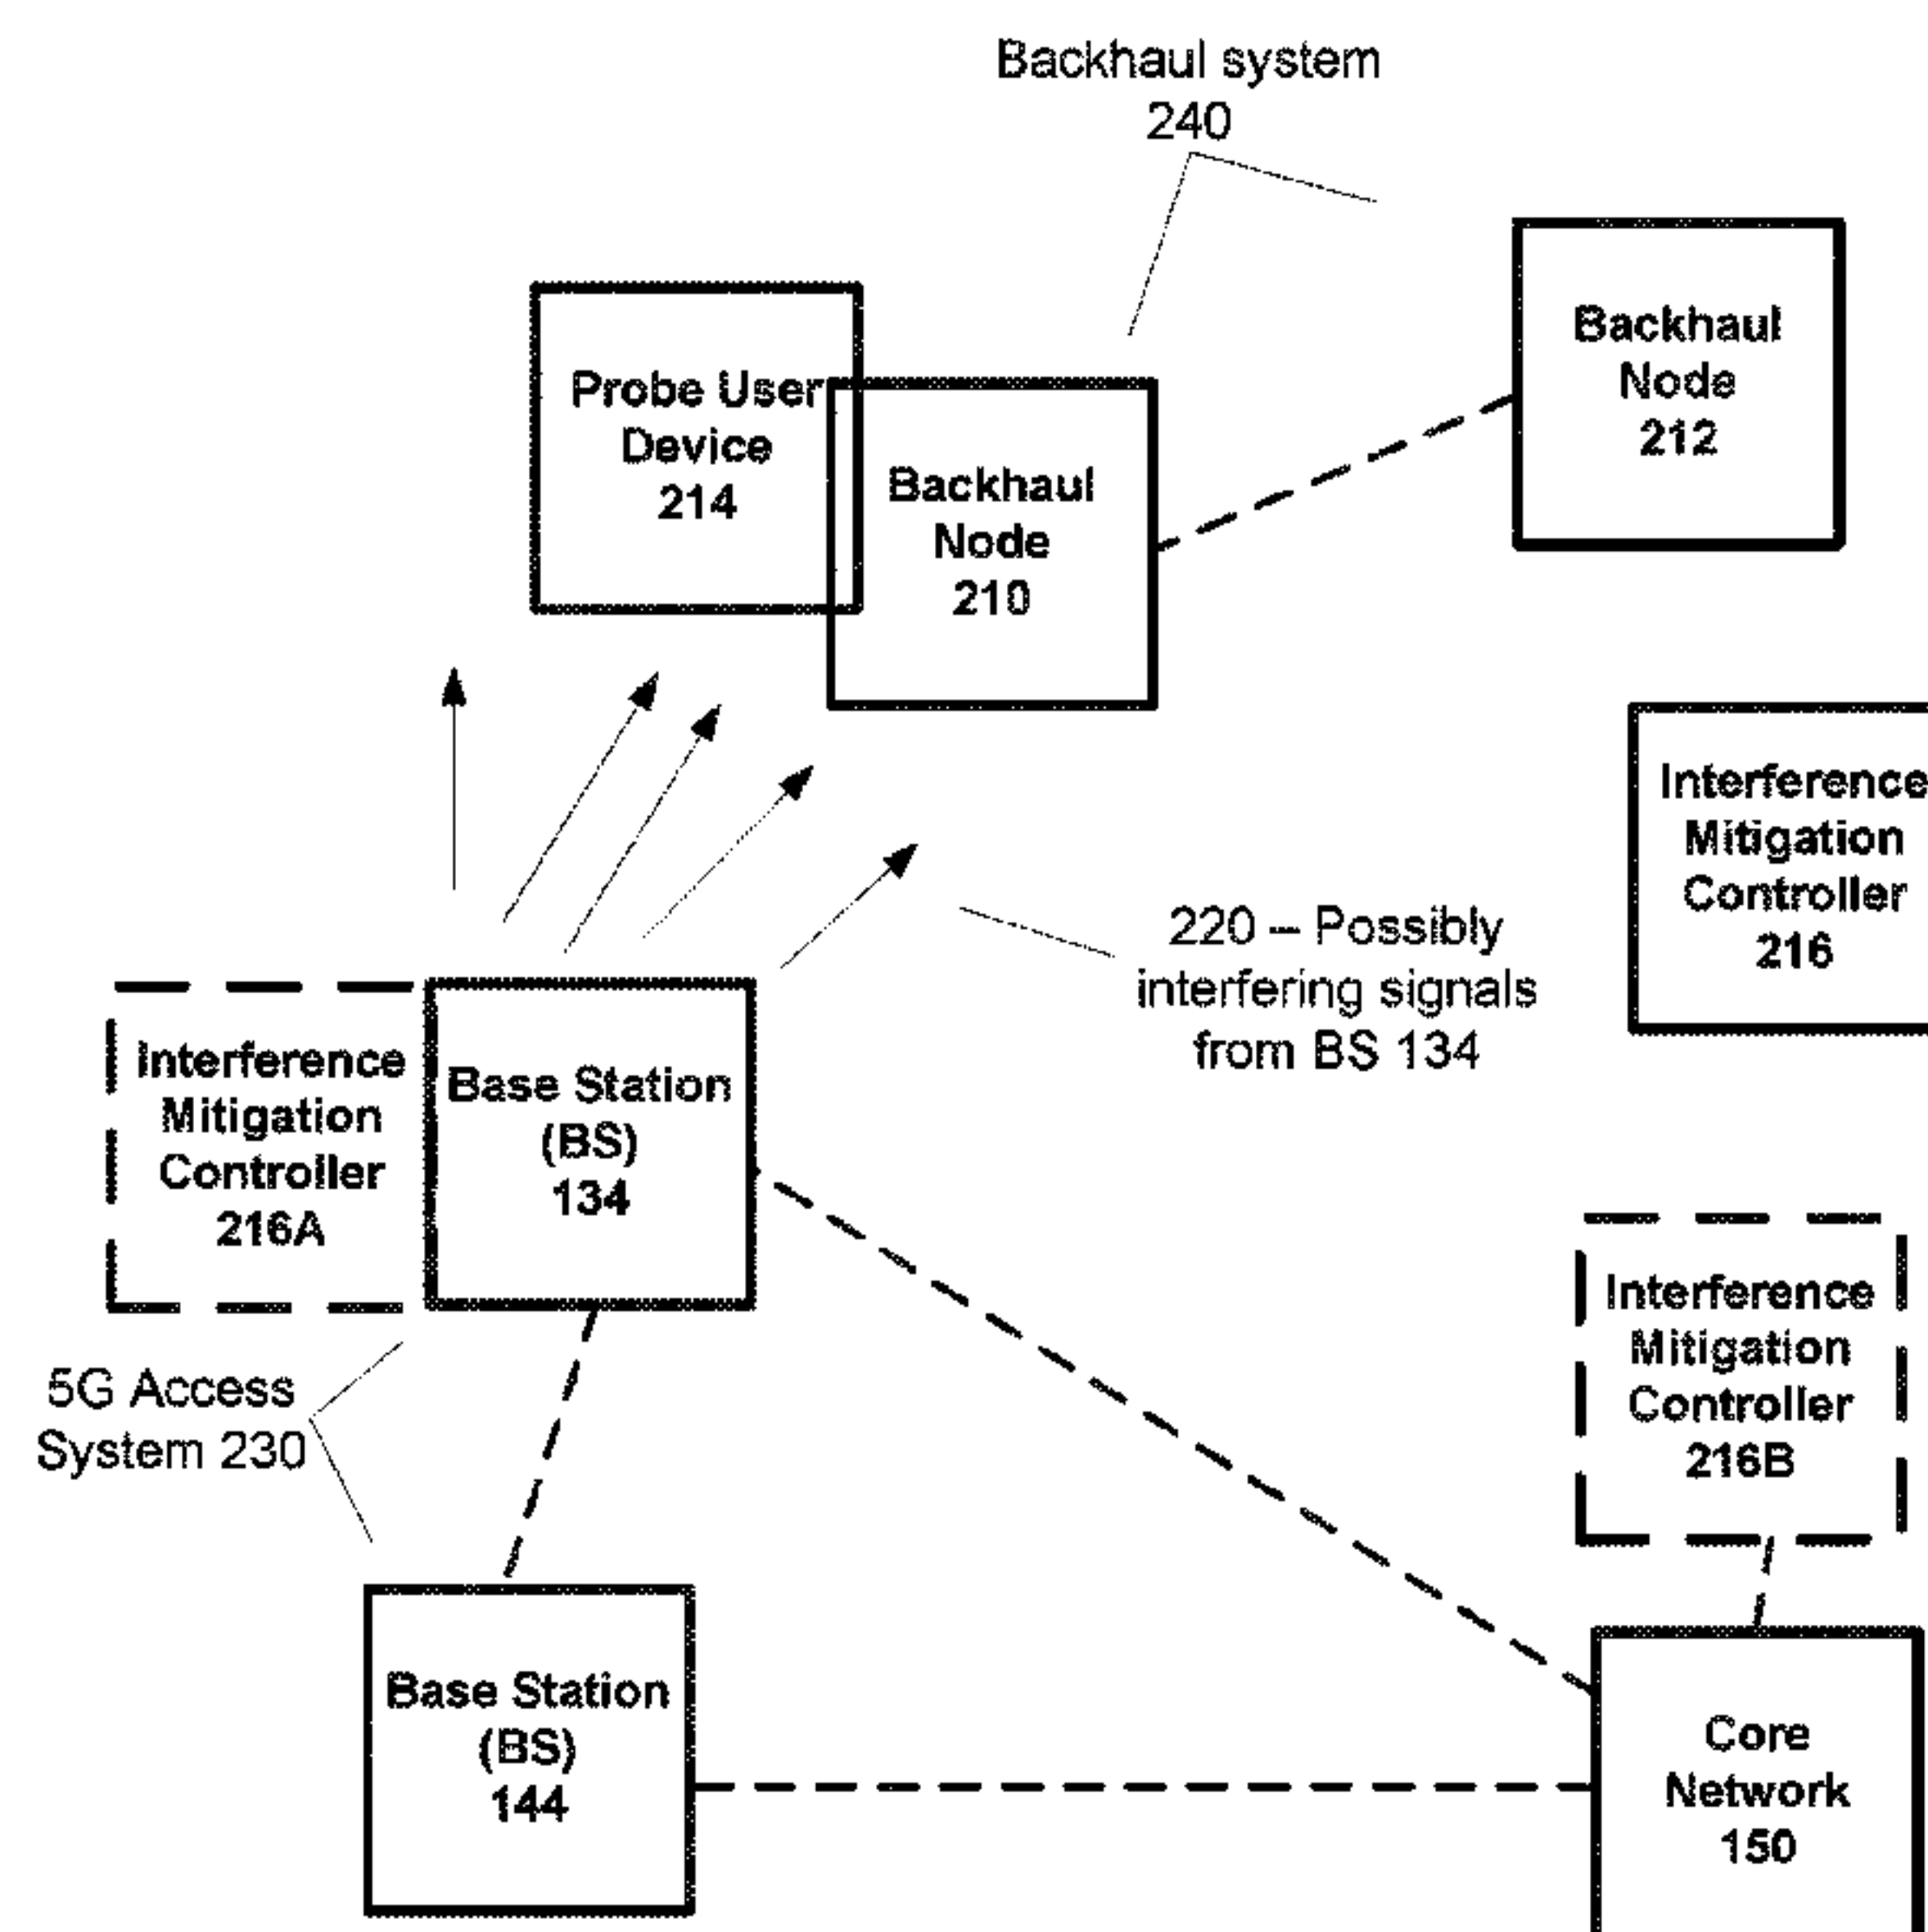 Backhaul system
240
Backhaul
Node
212
Probe User
Device
214
Backhaul
Node
210
Interference
Mitigation
Controller
216
220 – Possibly
interfering signals
from BS 134
Interference
Mitigation
Controller
216A
Base Station
(BS)
134
Interference
Mitigation
Controller
216B
5G Access
System 230
Base Station
(BS)
144
Core
Network
150